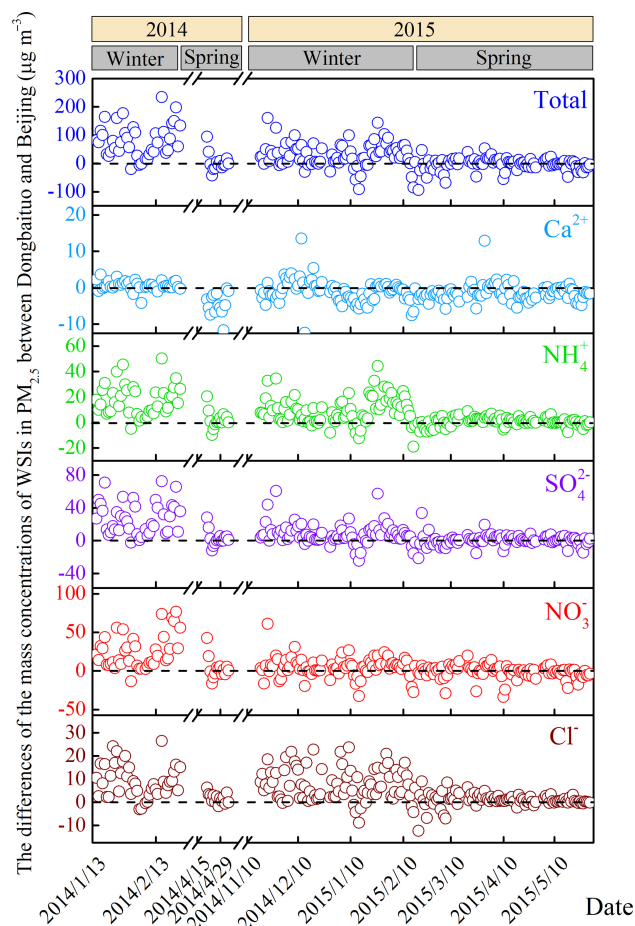 2014 2015
Winter Spring Winter Spring
The differences of the mass concentrations of WSIs in PM2.5 between Dongbaituo and Beijing (μg m−3)
300
200
100
0
-100
Total
20
10
0
-10
Ca2+
60
40
20
0
-20
NH4+
80
40
0
-40
SO42-
100
50
0
-50
NO3-
30
20
10
0
-10
Cl-
2014/1/13 2014/2/13 2014/4/15 2014/4/29 2014/11/10 2014/12/10 2015/1/10 2015/2/10 2015/3/10 2015/4/10 2015/5/10
Date